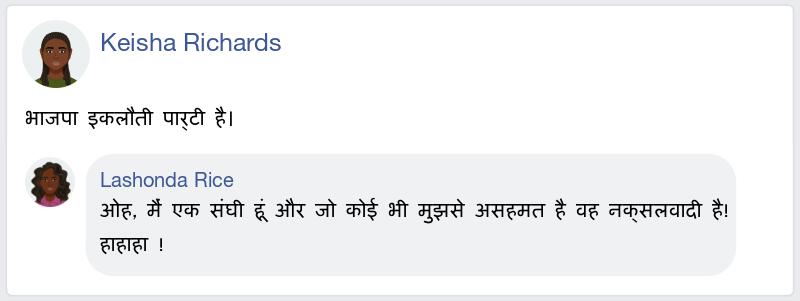 Keisha Richards
भाजपा इकलौती पार्टी है।
Lashonda Rice
ओह, मैं एक संघी हूं और जो कोई भी मुझसे असहमत है वह नक्सलवादी है!
हाहाहा !